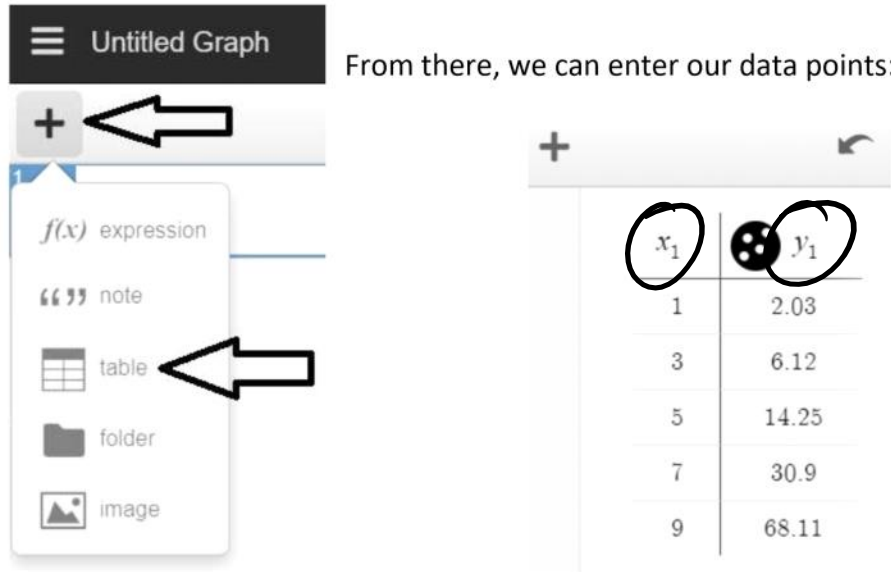 Untitled Graph
From there, we can enter our data points:
+
1
f(x) expression
“ ” note
table
folder
image
+
x₁ y₁
1 2.03
3 6.12
5 14.25
7 30.9
9 68.11